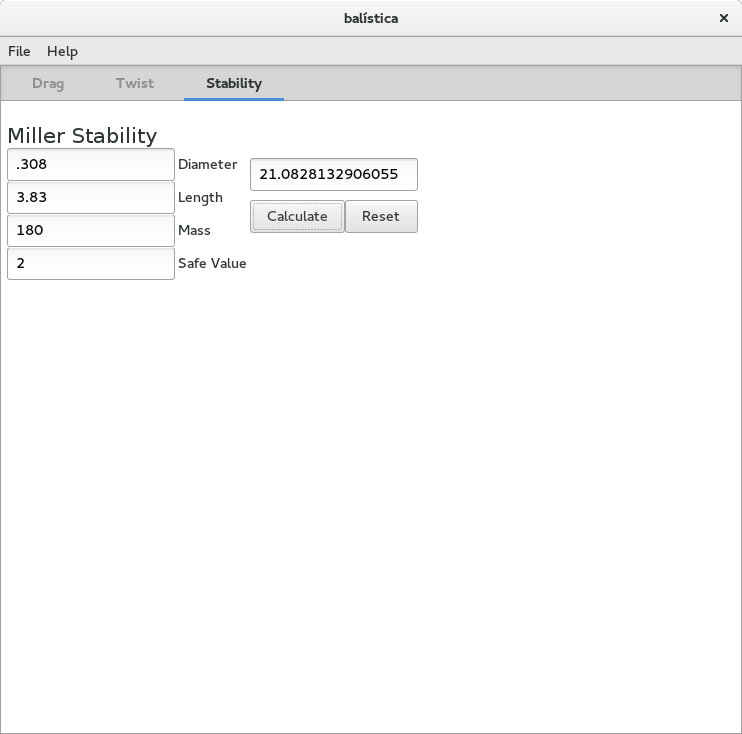 balística
File Help
Drag Twist Stability
Miller Stability
.308 Diameter
21.0828132906055
3.83 Length
Calculate Reset
180 Mass
2 Safe Value